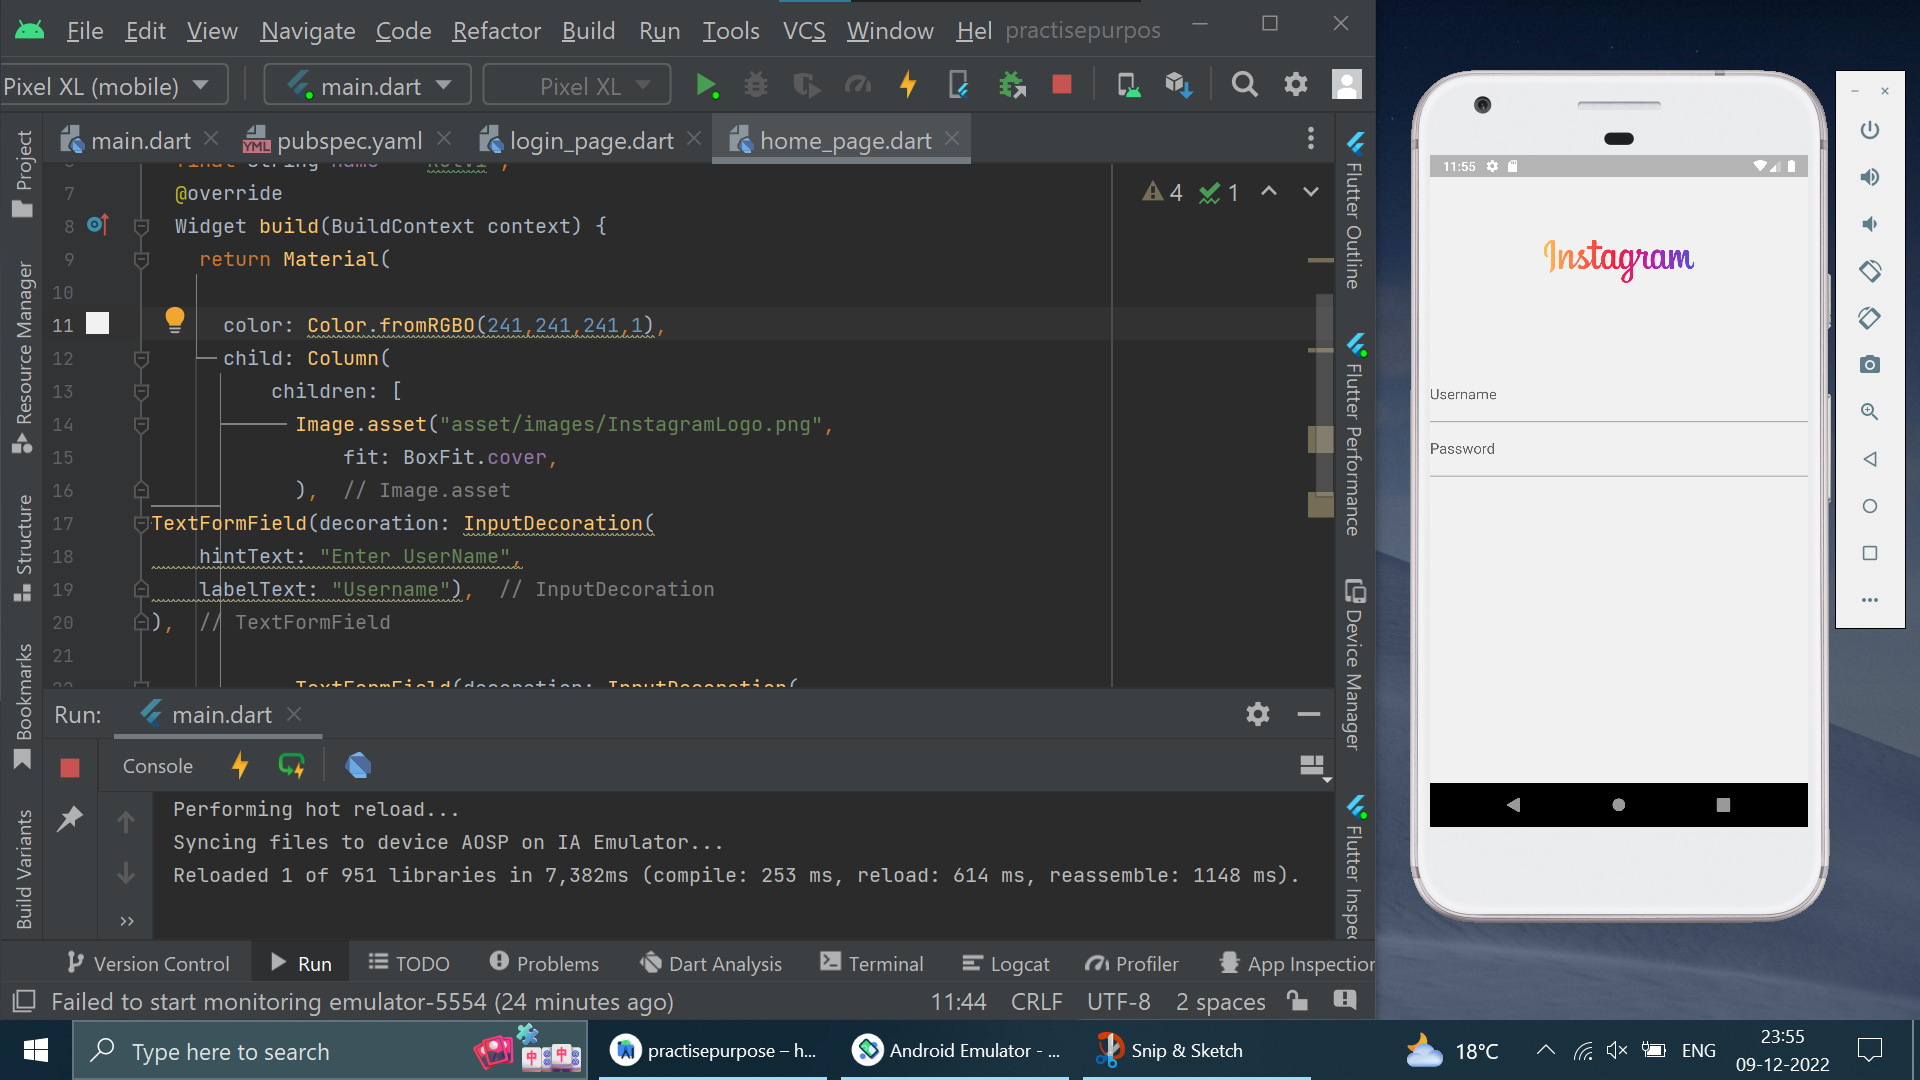 File Edit View Navigate Code Refactor Build Run Tools VCS Window Hel practisepurpos
Pixel XL (mobile) main.dart Pixel XL
main.dart pubspec.yaml login_page.dart home_page.dart
7 @override
8 Widget build(BuildContext context) {
9 return Material(
10
11 color: Color.fromRGBO(241,241,241,1),
12 child: Column(
13 children: [
14 Image.asset("asset/images/InstagramLogo.png",
15 fit: BoxFit.cover,
16 ), // Image.asset
17 TextFormField(decoration: InputDecoration(
18 hintText: "Enter UserName",
19 labelText: "Username"), // InputDecoration
20 ), // TextFormField
21
TextFormField(decoration: InputDecoration(
4 1
Project
Resource Manager
Structure
Bookmarks
Build Variants
Flutter Outline
Flutter Performance
Device Manager
Flutter Inspec
Run: main.dart
Console
Performing hot reload...
Syncing files to device AOSP on IA Emulator...
Reloaded 1 of 951 libraries in 7,382ms (compile: 253 ms, reload: 614 ms, reassemble: 1148 ms).
Version Control Run TODO Problems Dart Analysis Terminal Logcat Profiler App Inspection
Failed to start monitoring emulator-5554 (24 minutes ago) 11:44 CRLF UTF-8 2 spaces
11:55
Instagram
Username
Password
Type here to search practisepurpose – h... Android Emulator - ... Snip & Sketch 18°C ENG 23:55
09-12-2022